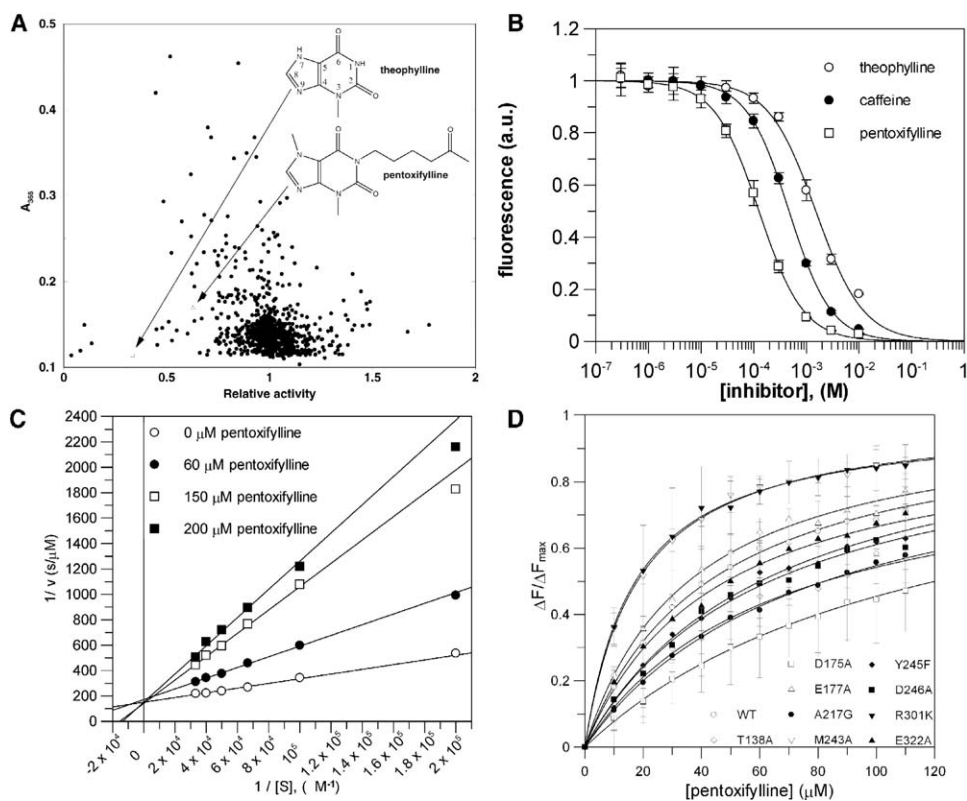 A
0.5
0.4
0.3
0.2
0.1
A365
0
0.5
1
1.5
2
Relative activity
theophylline
pentoxifylline
H
N
7
8
9
N
5
4
6
O
1
NH
2
O
3
N
O
N
N
N
N
O
O
B
1.2
1
0.8
0.6
0.4
0.2
0
fluorescence (a.u.)
theophylline
caffeine
pentoxifylline
10-7
10-6
10-5
10-4
10-3
10-2
10-1
1
[inhibitor], (M)
C
2400
2200
2000
1800
1600
1400
1200
1000
800
600
400
200
0
1/ v (s/µM)
0 µM pentoxifylline
60 µM pentoxifylline
150 µM pentoxifylline
200 µM pentoxifylline
-2 x 10^4
0
2 x 10^4
4 x 10^4
6 x 10^4
8 x 10^4
1 x 10^5
1.2 x 10^5
1.4 x 10^5
1.6 x 10^5
1.8 x 10^5
2 x 10^5
1 / [S], ( M-1)
D
1
0.8
0.6
0.4
0.2
0
ΔF/ΔFmax
D175A
Y245F
E177A
D246A
WT
A217G
R301K
T138A
M243A
E322A
0
20
40
60
80
100
120
[pentoxifylline] (µM)